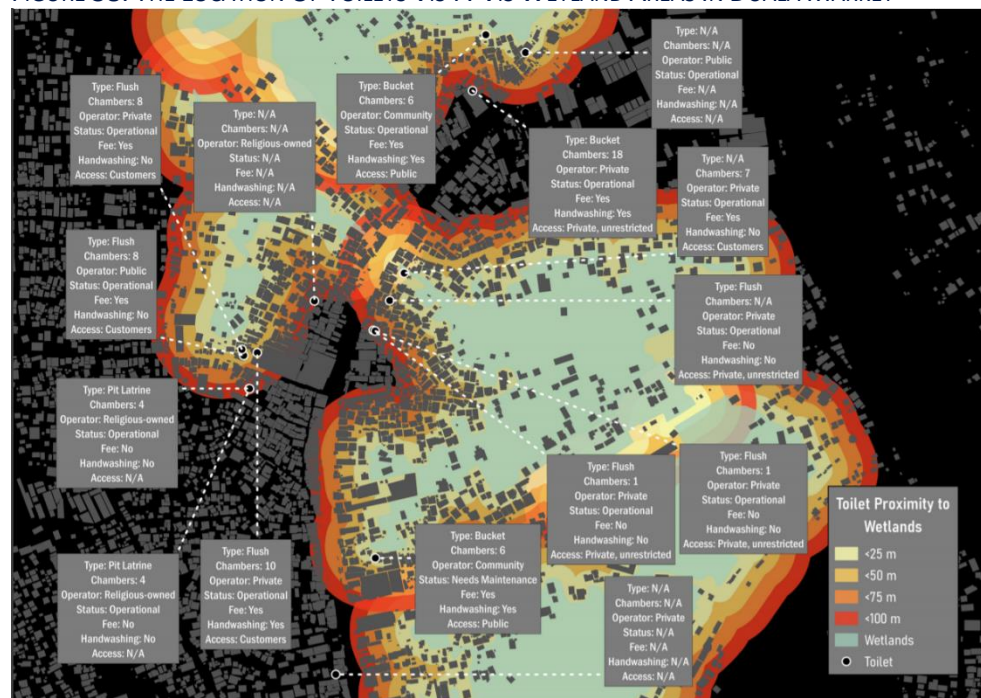 Type: N/A
Chambers: N/A
Operator: Public
Status: Operational
Fee: N/A
Handwashing: N/A
Access: N/A
Type: Flush
Chambers: 8
Operator: Private
Status: Operational
Fee: Yes
Handwashing: No
Access: Customers
Type: Bucket
Chambers: 6
Operator: Community
Status: Operational
Fee: Yes
Handwashing: Yes
Access: Public
Type: N/A
Chambers: N/A
Operator: Religious-owned
Status: N/A
Fee: N/A
Handwashing: N/A
Access: N/A
Type: Bucket
Chambers: 18
Operator: Private
Status: Operational
Fee: Yes
Handwashing: Yes
Access: Private, unrestricted
Type: N/A
Chambers: 7
Operator: Private
Status: Operational
Fee: Yes
Handwashing: No
Access: Customers
Type: Flush
Chambers: 8
Operator: Public
Status: Operational
Fee: Yes
Handwashing: No
Access: Customers
Type: Flush
Chambers: N/A
Operator: Private
Status: Operational
Fee: No
Handwashing: No
Access: Private, unrestricted
Type: Pit Latrine
Chambers: 4
Operator: Religious-owned
Status: Operational
Fee: No
Handwashing: No
Access: N/A
Type: Flush
Chambers: 1
Operator: Private
Status: Operational
Fee: No
Handwashing: No
Access: Private, unrestricted
Type: Flush
Chambers: 1
Operator: Private
Status: Operational
Fee: No
Handwashing: No
Access: Private, unrestricted
Type: Pit Latrine
Chambers: 4
Operator: Religious-owned
Status: Operational
Fee: No
Handwashing: No
Access: N/A
Type: Flush
Chambers: 10
Operator: Private
Status: Operational
Fee: Yes
Handwashing: Yes
Access: Customers
Type: Bucket
Chambers: 6
Operator: Community
Status: Needs Maintenance
Fee: Yes
Handwashing: Yes
Access: Public
Type: N/A
Chambers: N/A
Operator: Private
Status: N/A
Fee: N/A
Handwashing: N/A
Access: N/A
Toilet Proximity to
Wetlands
<25 m
<50 m
<75 m
<100 m
Wetlands
Toilet